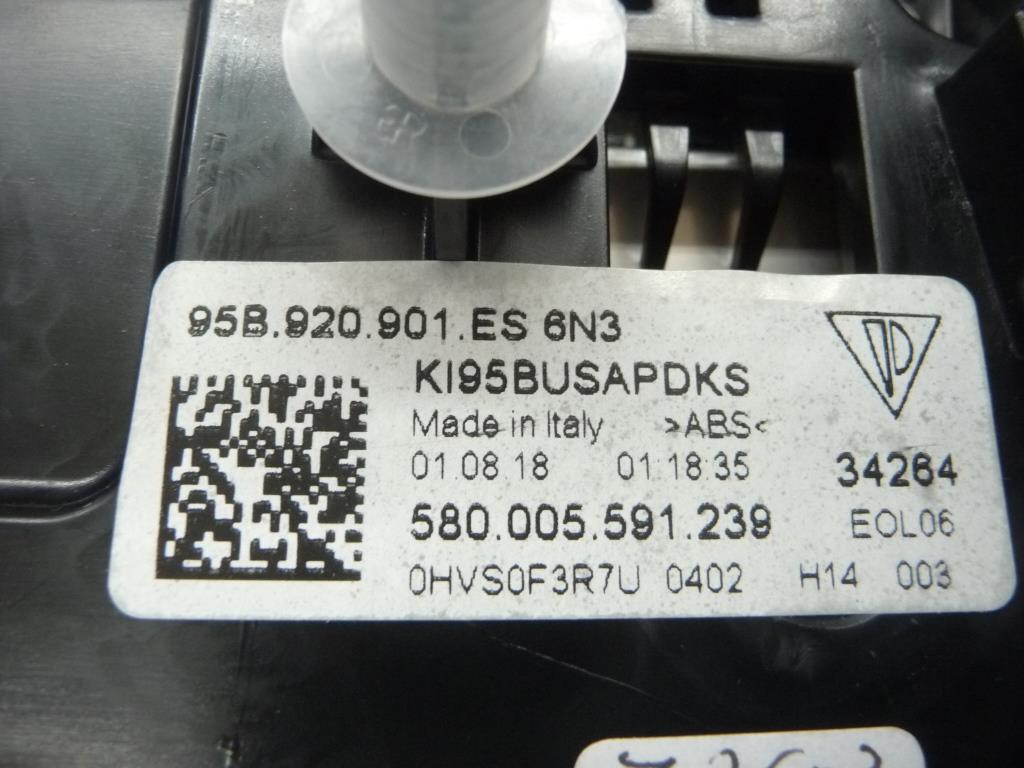 95B.920.901.ES 6N3
KI95BUSAPDKS
Made in Italy >ABS<
01.08.18 01:18:35 34264
580.005.591.239 EOL06
0HVS0F3R7U 0402 H14 003